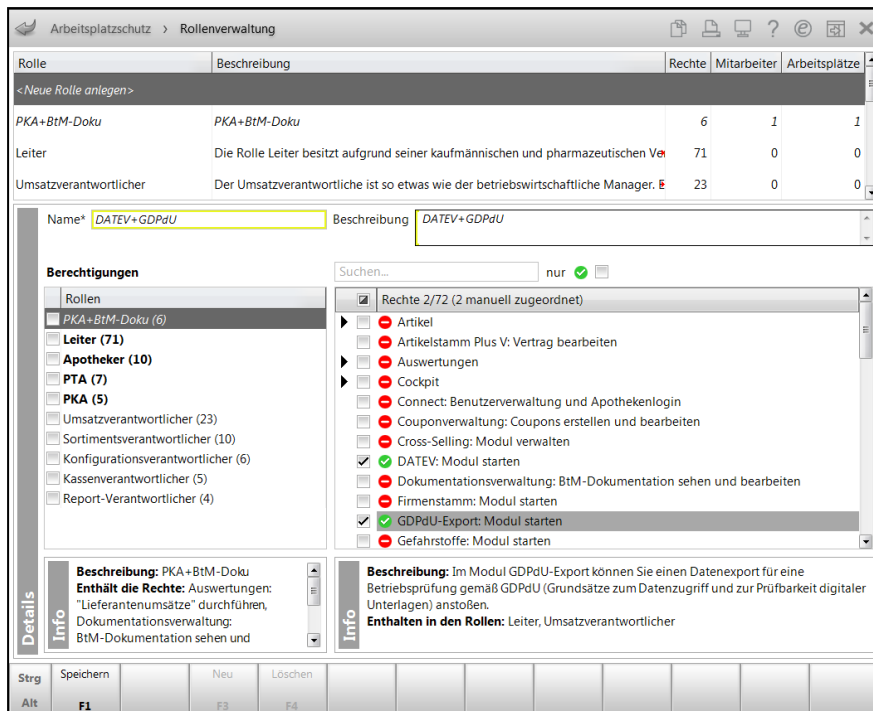 Arbeitsplatzschutz > Rollenverwaltung
Rolle Beschreibung Rechte Mitarbeiter Arbeitsplätze
<Neue Rolle anlegen>
PKA+BtM-Doku PKA+BtM-Doku 6 1 1
Leiter Die Rolle Leiter besitzt aufgrund seiner kaufmännischen und pharmazeutischen Ve 71 0 0
Umsatzverantwortlicher Der Umsatzverantwortliche ist so etwas wie der betriebswirtschaftliche Manager. E 23 0 0
Name* DATEV+GDPdU Beschreibung DATEV+GDPdU
Berechtigungen Suchen... nur
Rollen
PKA+BtM-Doku (6)
Leiter (71)
Apotheker (10)
PTA (7)
PKA (5)
Umsatzverantwortlicher (23)
Sortimentsverantwortlicher (10)
Konfigurationsverantwortlicher (6)
Kassenverantwortlicher (5)
Report-Verantwortlicher (4)
Rechte 2/72 (2 manuell zugeordnet)
Artikel
Artikelstamm Plus V: Vertrag bearbeiten
Auswertungen
Cockpit
Connect: Benutzerverwaltung und Apothekenlogin
Couponverwaltung: Coupons erstellen und bearbeiten
Cross-Selling: Modul verwalten
DATEV: Modul starten
Dokumentationsverwaltung: BtM-Dokumentation sehen und bearbeiten
Firmenstamm: Modul starten
GDPdU-Export: Modul starten
Gefahrstoffe: Modul starten
Details
Info
Beschreibung: PKA+BtM-Doku
Enthält die Rechte: Auswertungen:
"Lieferantenumsätze" durchführen,
Dokumentationsverwaltung:
BtM-Dokumentation sehen und
Info
Beschreibung: Im Modul GDPdU-Export können Sie einen Datenexport für eine
Betriebsprüfung gemäß GDPdU (Grundsätze zum Datenzugriff und zur Prüfbarkeit digitaler
Unterlagen) anstoßen.
Enthalten in den Rollen: Leiter, Umsatzverantwortlicher
Strg Speichern Neu Löschen
Alt F1 F3 F4